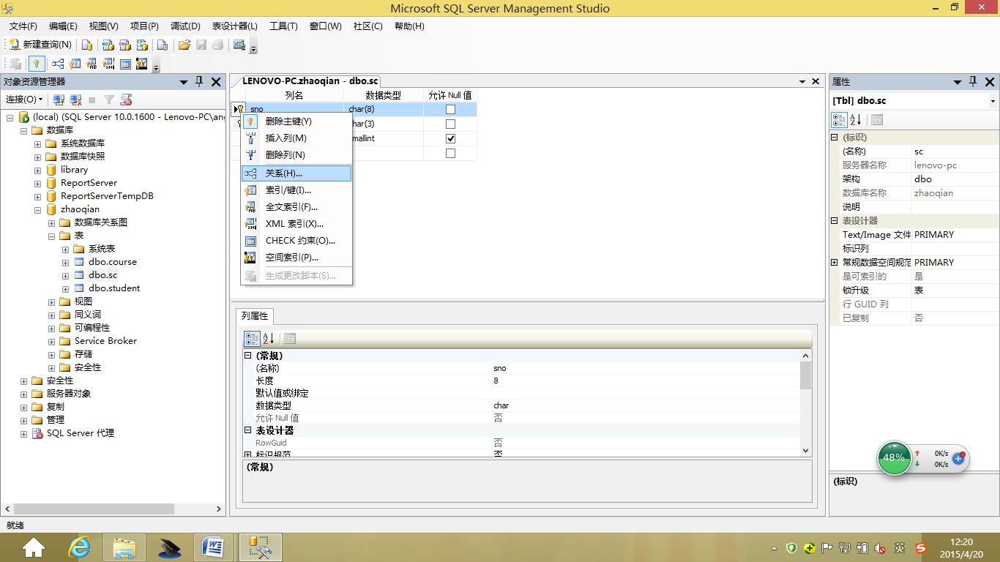 Microsoft SQL Server Management Studio
文件(F) 编辑(E) 视图(V) 项目(P) 调试(D) 表设计器(L) 工具(T) 窗口(W) 社区(C) 帮助(H)
新建查询(N)
对象资源管理器
连接(O)
(local) (SQL Server 10.0.1600 - Lenovo-PC\an
数据库
系统数据库
数据库快照
library
ReportServer
ReportServerTempDB
zhaoqian
数据库关系图
表
系统表
dbo.course
dbo.sc
dbo.student
视图
同义词
可编程性
Service Broker
存储
安全性
安全性
服务器对象
复制
管理
SQL Server 代理
LENOVO-PC.zhaoqian - dbo.sc
列名 数据类型 允许 Null 值
sno char(8)
char(3)
mallint
删除主键(Y)
插入列(M)
删除列(N)
关系(H)...
索引/键(I)...
全文索引(F)...
XML 索引(X)...
CHECK 约束(O)...
空间索引(P)...
生成更改脚本(S)...
列属性
(常规)
(名称) sno
长度 8
默认值或绑定
数据类型 char
允许 Null 值 否
表设计器
RowGuid 否
标识规范 否
(常规)
属性
[Tbl] dbo.sc
(标识)
(名称) sc
服务器名称 lenovo-pc
架构 dbo
数据库名称 zhaoqian
说明
表设计器
Text/Image 文件 PRIMARY
标识列
常规数据空间规范 PRIMARY
是可索引的 是
锁升级 表
行 GUID 列
已复制 否
48% 0K/s
0K/s
(标识)
就绪
英
12:20
2015/4/20